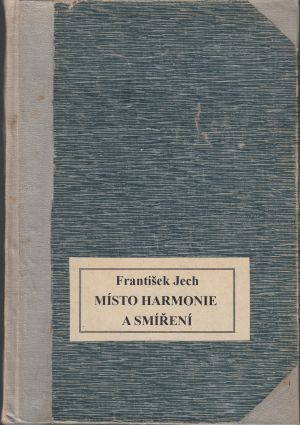 František Jech
MÍSTO HARMONIE
A SMÍŘENÍ